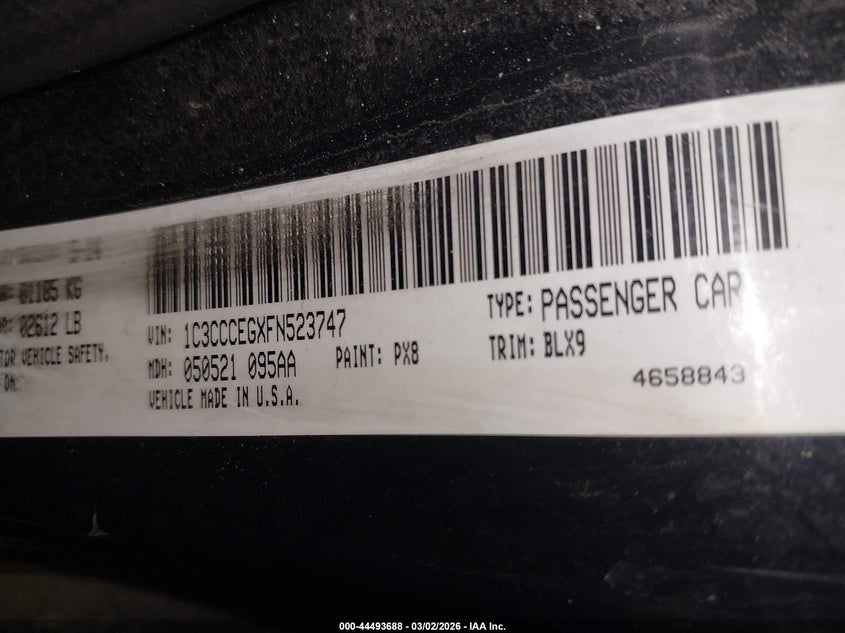 01185 KG
02612 LB
TOR VEHICLE SAFETY,
ON
VIN: 1C3CCCEGXFN523747
MDH: 050521 095AA
PAINT: PX8
VEHICLE MADE IN U.S.A.
TYPE: PASSENGER CAR
TRIM: BLX9
4658843
000-44493688 - 03/02/2026 - IAA Inc.